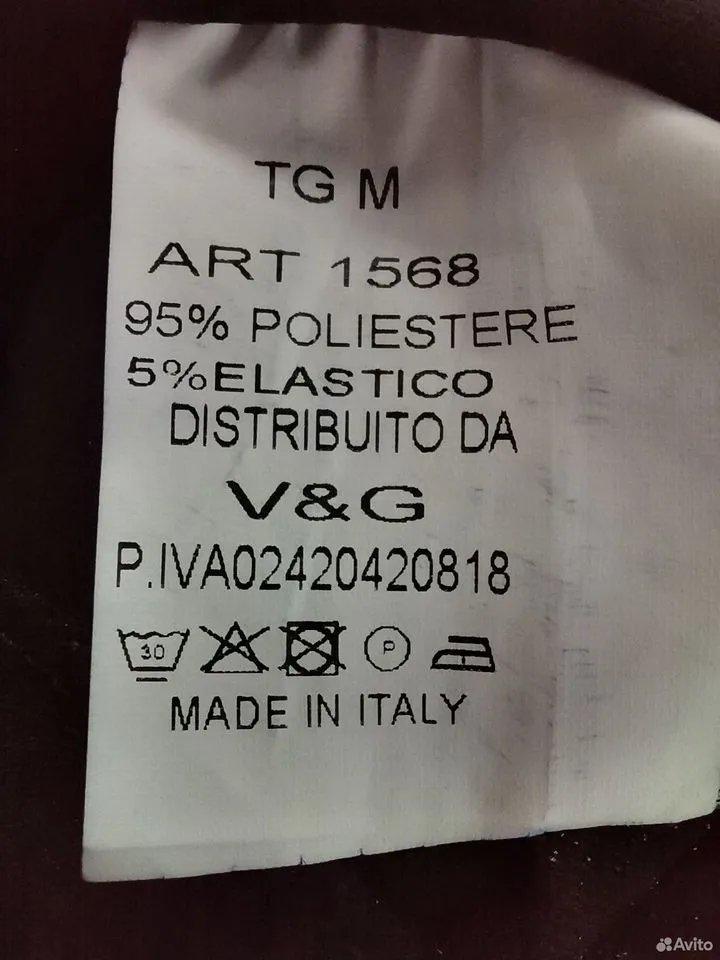 TG M
ART 1568
95% POLIESTERE
5%ELASTICO
DISTRIBUITO DA
V&G
P.IVA02420420818
30
P
MADE IN ITALY
Avito